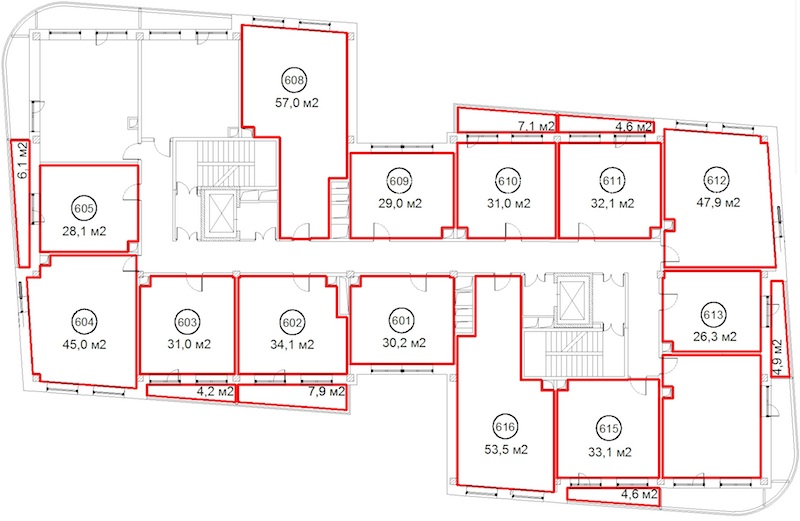 608
57,0 м2
7,1 м2
4,6 м2
6,1 м2
609
29,0 м2
610
31,0 м2
611
32,1 м2
612
47,9 м2
605
28,1 м2
604
45,0 м2
603
31,0 м2
602
34,1 м2
601
30,2 м2
613
26,3 м2
4,9 м2
4,2 м2
7,9 м2
616
53,5 м2
615
33,1 м2
4,6 м2